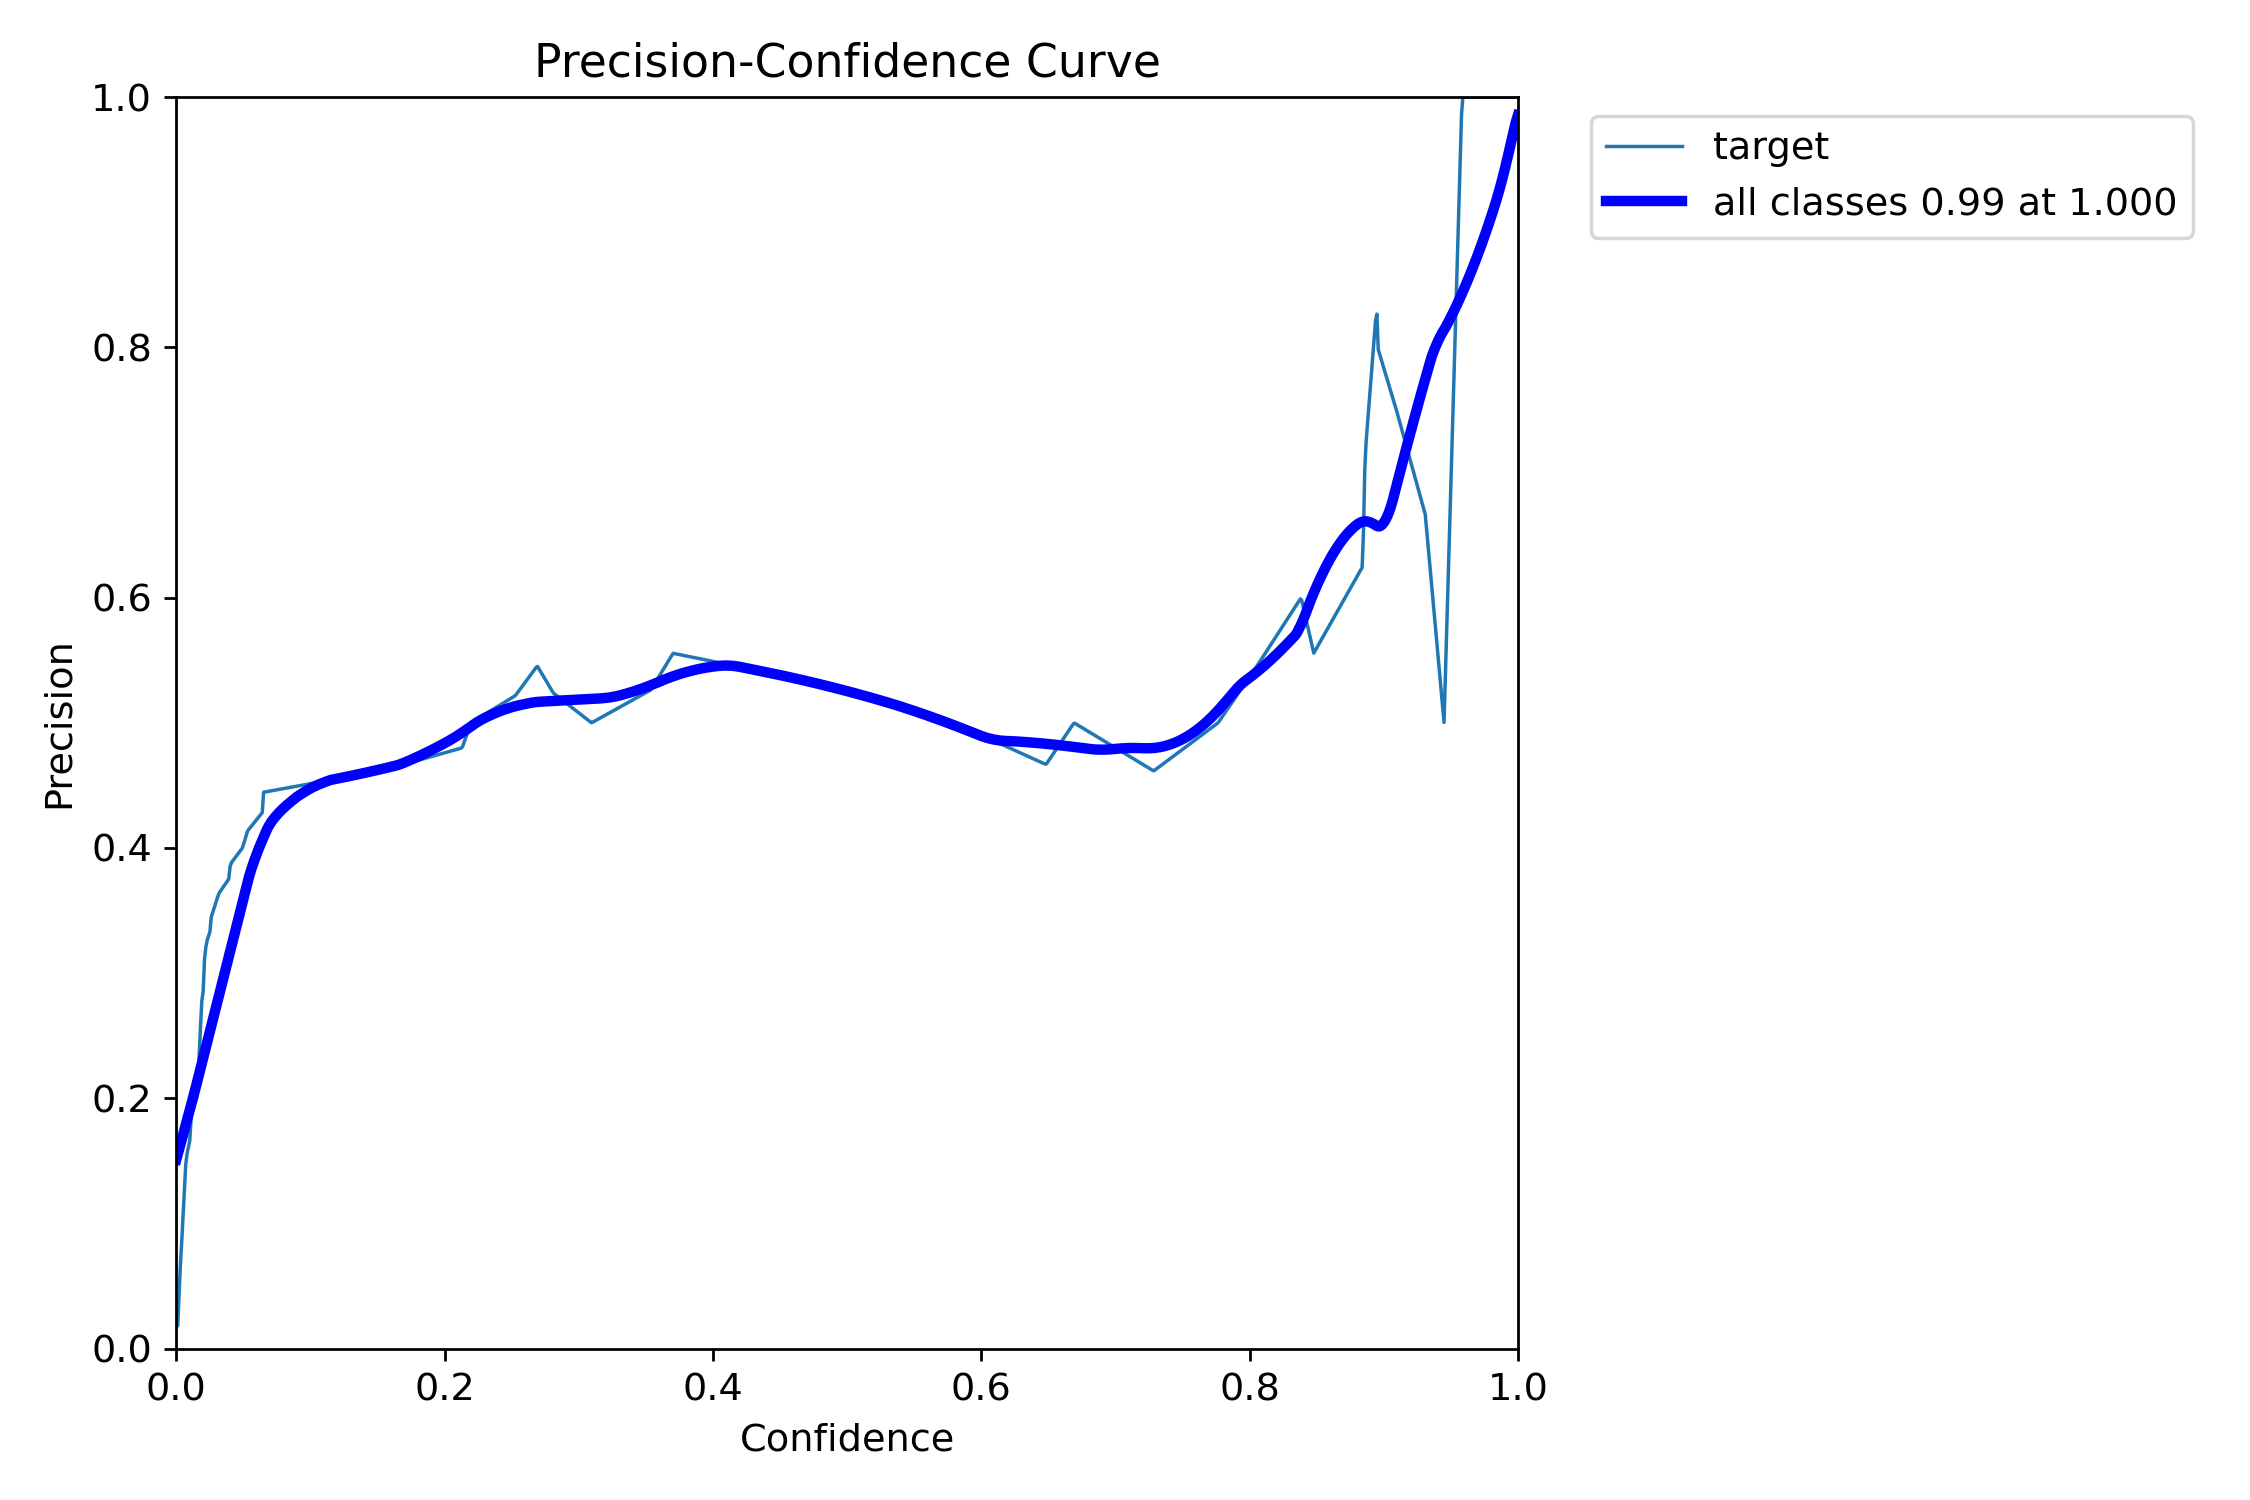 Precision-Confidence Curve
1.0
0.8
0.6
0.4
0.2
0.0
Precision
0.0 0.2 0.4 0.6 0.8 1.0
Confidence
target
all classes 0.99 at 1.000